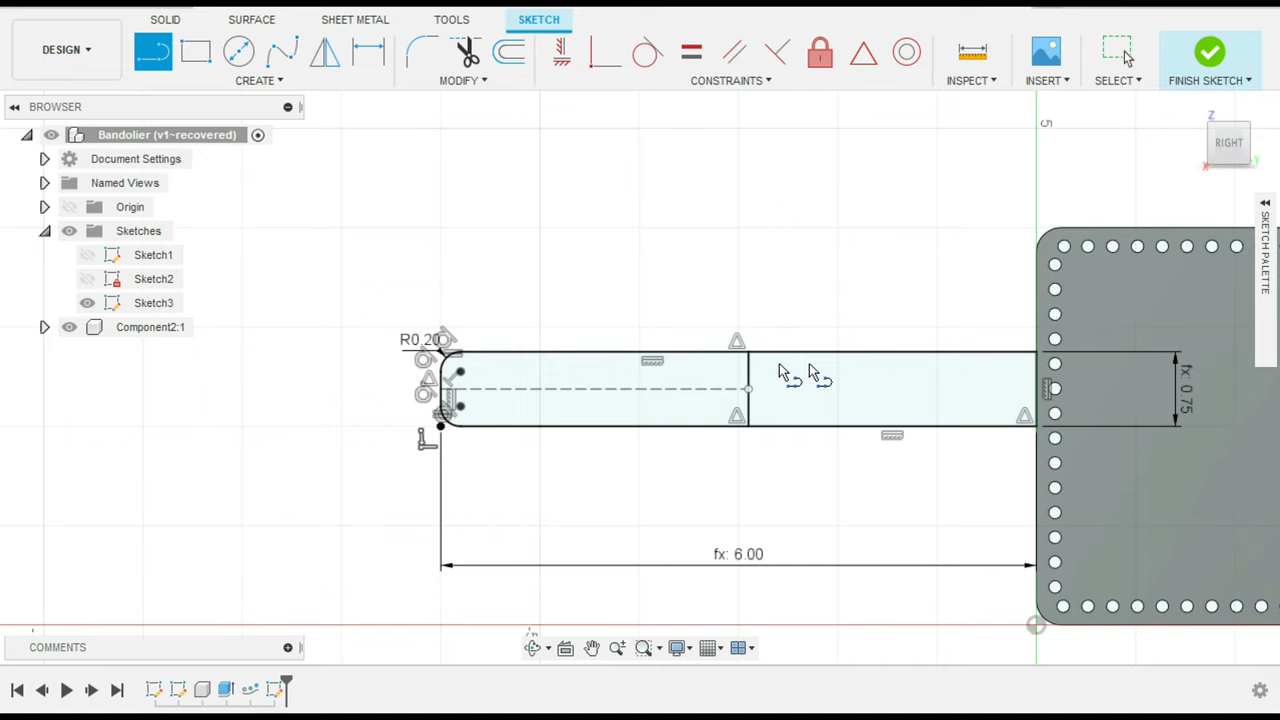 SOLID SURFACE SHEET METAL TOOLS SKETCH
DESIGN
CREATE MODIFY CONSTRAINTS INSPECT INSERT SELECT FINISH SKETCH
BROWSER
Bandolier (v1~recovered)
Document Settings
Named Views
Origin
Sketches
Sketch1
Sketch2
Sketch3
Component2:1
5
Z
RIGHT
X
Y
SKETCH PALETTE
R0.20
fx: 0.75
fx: 6.00
COMMENTS